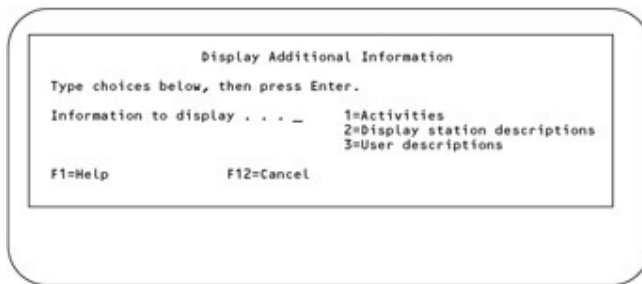 Display Additional Information
Type choices below, then press Enter.
Information to display . . . _ 1=Activities
2=Display station descriptions
3=User descriptions
F1=Help F12=Cancel